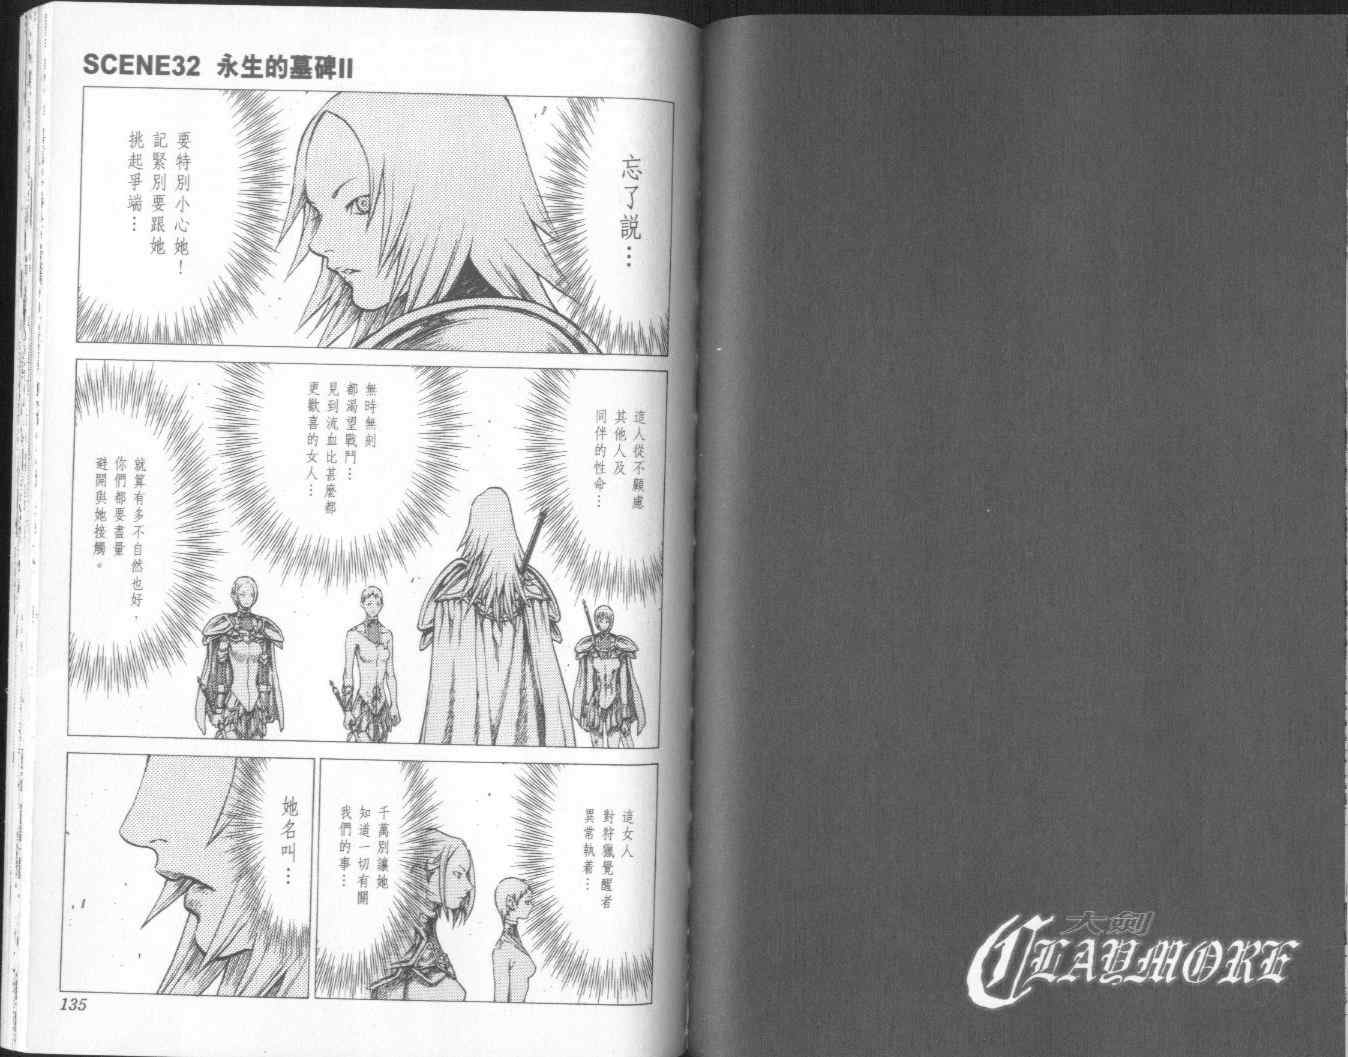 SCENE32 永生的墓碑II
忘了說…
要特別小心她！
記緊別要跟她
挑起爭端…
這人從不顧慮
其他人及
同伴的性命…
無時無刻
都渴望戰鬥…
見到流血比甚麼都
更歡喜的女人…
就算有多不自然也好，
你們都要盡量
避開與她接觸。
這女人
對狩獵覺醒者
異常執着…
千萬別讓她
知道一切有關
我們的事…
她名叫…
135
大劍
CLAYMORE